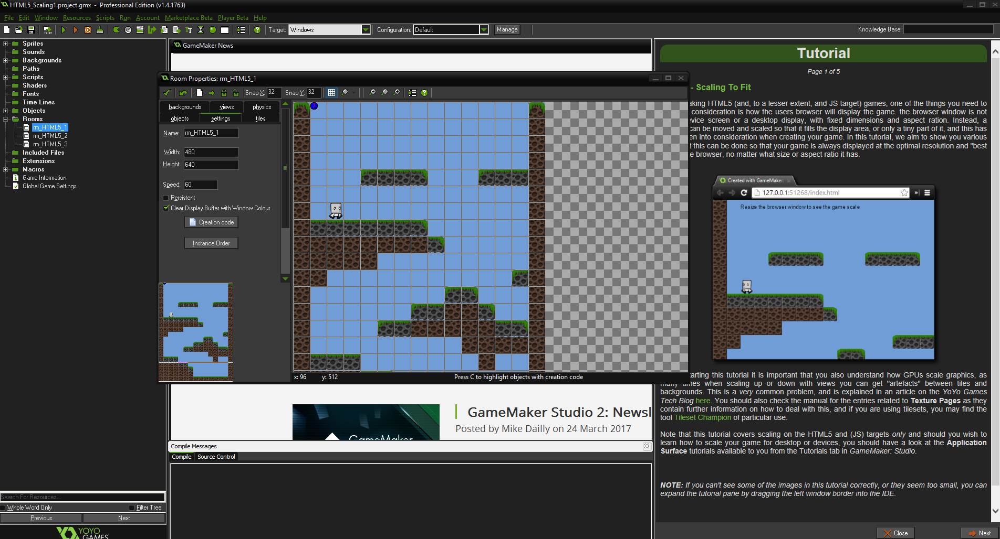 HTML5_Scaling1.project.gmx - Professional Edition (v1.4.1763)
File Edit Window Resources Scripts Run Account Marketplace Beta Player Beta Help
Target: Windows Configuration: Default Manage Knowledge Base:
Sprites
Sounds
Backgrounds
Paths
Scripts
Shaders
Fonts
Time Lines
Objects
Rooms
rm_HTML5_1
rm_HTML5_2
rm_HTML5_3
Included Files
Extensions
Macros
Game Information
Global Game Settings
Search For Resources...
Whole Word Only Filter Tree
Previous Next
YOYO
GAMES
GameMaker News
Room Properties: rm_HTML5_1
Snap X: 32 Snap Y: 32
backgrounds views physics
objects settings tiles
Name: rm_HTML5_1
Width: 480
Height: 640
Speed: 60
Persistent
Clear Display Buffer with Window Colour
Creation code
Instance Order
x: 96 y: 512 Press C to highlight objects with creation code
GameMaker
GameMaker Studio 2: Newsl
Posted by Mike Dailly on 24 March 2017
Compile Messages
Compile Source Control
Tutorial
Page 1 of 5
- Scaling To Fit
aking HTML5 (and, to a lesser extent, and JS target) games, one of the things you need to
consideration is how the users browser will display the game. the browser window is not
evice screen or a desktop display, with fixed dimensions and aspect ration. Instead, a
can be moved and scaled so that it fills the display area, or only a tiny part of it, and this has
en into consideration when creating your game. In this tutorial, we aim to show you various
t this can be done so that your game is always displayed at the optimal resolution and "best
e browser, no matter what size or aspect ratio it has.
Created with GameMaker:
127.0.0.1:51268/index.html
Resize the browser window to see the game scale
arting this tutorial it is important that you also understand how GPUs scale graphics, as
many times when scaling up or down with views you can get "artefacts" between tiles and
backgrounds. This is a very common problem, and is explained in an article on the YoYo Games
Tech Blog here. You should also check the manual for the entries related to Texture Pages as they
contain further information on how to deal with this, and if you are using tilesets, you may find the
tool Tileset Champion of particular use.
Note that this tutorial covers scaling on the HTML5 and (JS) targets only and should you wish to
learn how to scale your game for desktop or devices, you should have a look at the Application
Surface tutorials available to you from the Tutorials tab in GameMaker: Studio.
NOTE: If you can't see some of the images in this tutorial correctly, or they seem too small, you can
expand the tutorial pane by dragging the left window border into the IDE.
Close Next